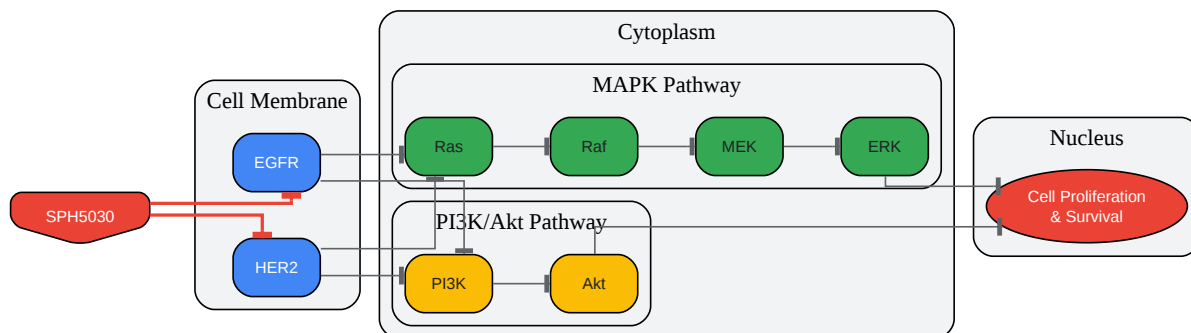 Cytoplasm
MAPK Pathway
Cell Membrane
Nucleus
EGFR
Ras
Raf
MEK
ERK
SPH5030
Cell Proliferation
& Survival
PI3K/Akt Pathway
HER2
PI3K
Akt